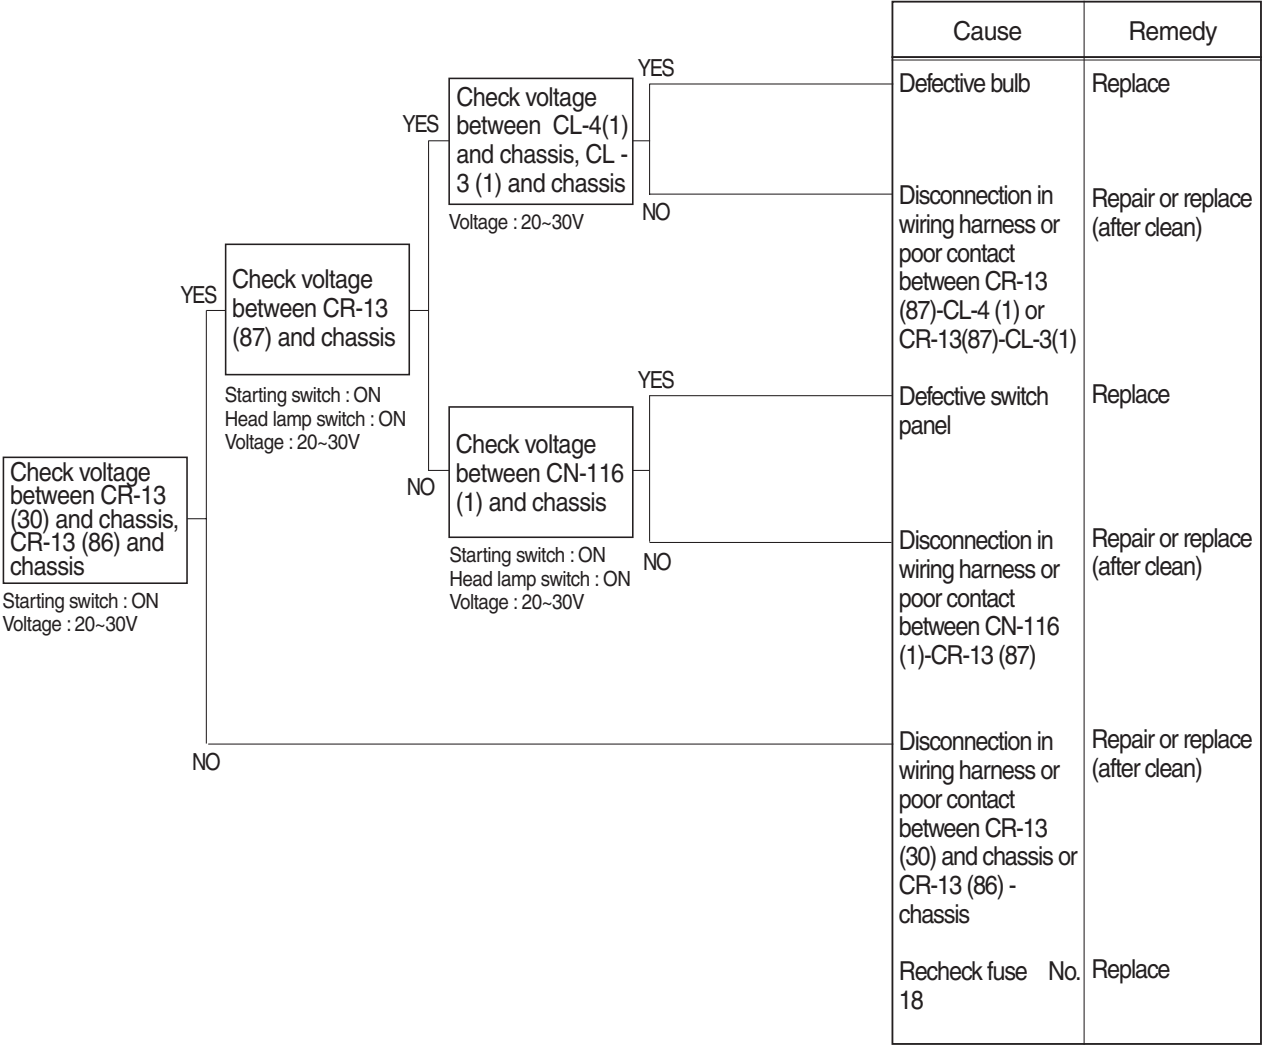 Cause
Remedy
YES
Check voltage
between CL-4(1)
and chassis, CL -
3 (1) and chassis
Voltage : 20~30V
YES
NO
Defective bulb
Replace
Disconnection in
wiring harness or
poor contact
between CR-13
(87)-CL-4 (1) or
CR-13(87)-CL-3(1)
Repair or replace
(after clean)
YES
Check voltage
between CR-13
(87) and chassis
Starting switch : ON
Head lamp switch : ON
Voltage : 20~30V
YES
Defective switch
panel
Replace
NO
Check voltage
between CN-116
(1) and chassis
Starting switch : ON
Head lamp switch : ON
Voltage : 20~30V
NO
Disconnection in
wiring harness or
poor contact
between CN-116
(1)-CR-13 (87)
Repair or replace
(after clean)
Check voltage
between CR-13
(30) and chassis,
CR-13 (86) and
chassis
Starting switch : ON
Voltage : 20~30V
NO
Disconnection in
wiring harness or
poor contact
between CR-13
(30) and chassis or
CR-13 (86) -
chassis
Repair or replace
(after clean)
Recheck fuse No.
18
Replace